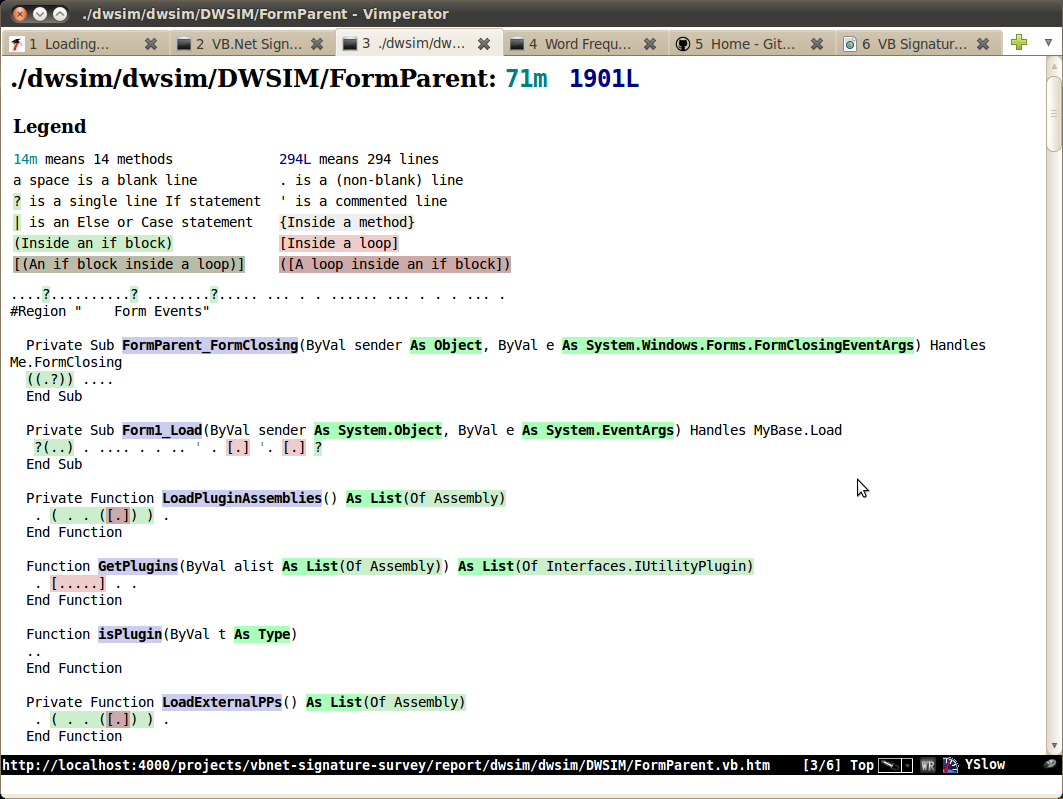 ./dwsim/dwsim/DWSIM/FormParent - Vimperator
1 Loading... 2 VB.Net Sign... 3 ./dwsim/dw... 4 Word Frequ... 5 Home - Git... 6 VB Signatur...
./dwsim/dwsim/DWSIM/FormParent: 71m 1901L
Legend
14m means 14 methods 294L means 294 lines
a space is a blank line . is a (non-blank) line
? is a single line If statement ' is a commented line
| is an Else or Case statement {Inside a method}
(Inside an if block) [Inside a loop]
[(An if block inside a loop)] ([A loop inside an if block])
....?..........? ........?..... ... . . ...... ... . . . ... .
#Region "    Form Events"
Private Sub FormParent_FormClosing(ByVal sender As Object, ByVal e As System.Windows.Forms.FormClosingEventArgs) Handles
Me.FormClosing
((.?)) ....
End Sub
Private Sub Form1_Load(ByVal sender As System.Object, ByVal e As System.EventArgs) Handles MyBase.Load
?(..) . .... . . .. ' . [.] '. [.] ?
End Sub
Private Function LoadPluginAssemblies() As List(Of Assembly)
. ( . . ([.]) ) .
End Function
Function GetPlugins(ByVal alist As List(Of Assembly)) As List(Of Interfaces.IUtilityPlugin)
. [.....] . .
End Function
Function isPlugin(ByVal t As Type)
..
End Function
Private Function LoadExternalPPs() As List(Of Assembly)
. ( . . ([.]) ) .
End Function
http://localhost:4000/projects/vbnet-signature-survey/report/dwsim/dwsim/DWSIM/FormParent.vb.htm [3/6] Top WR YSlow